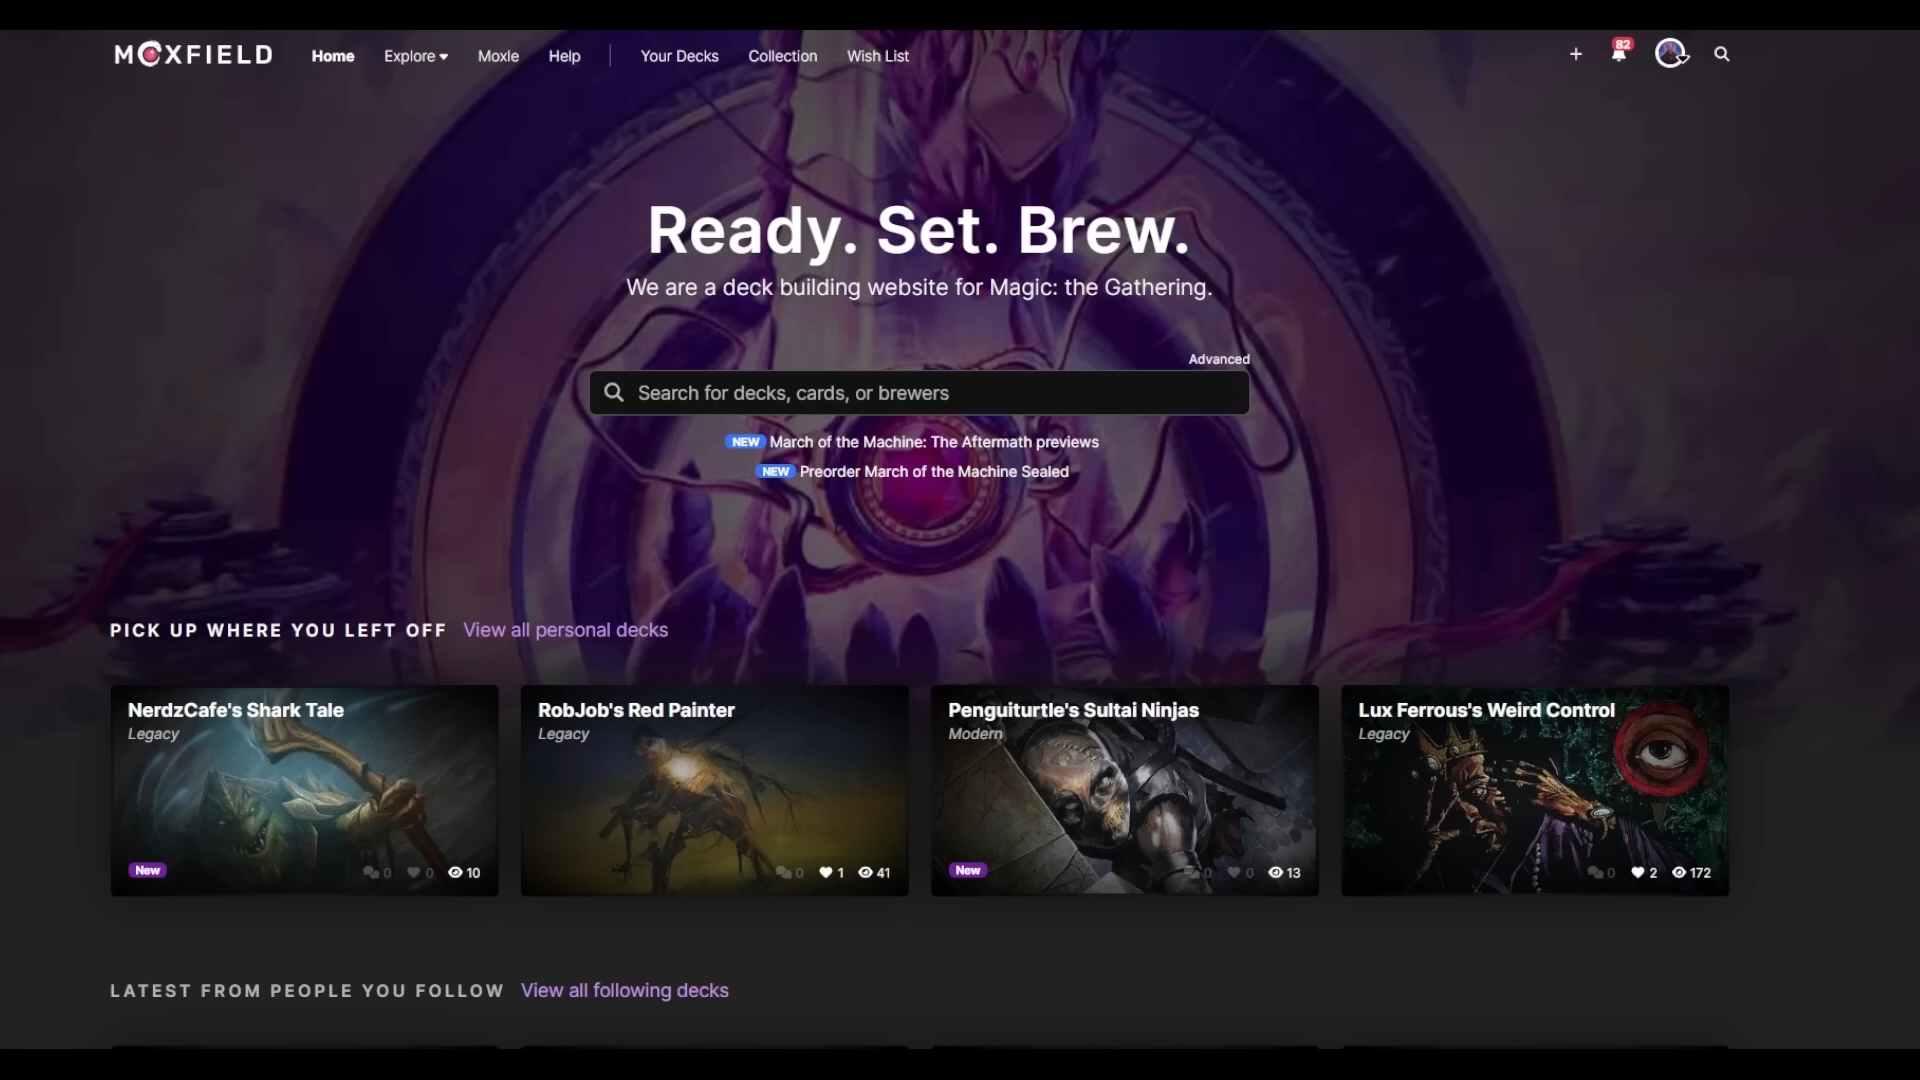 MOXFIELD Home Explore Moxle Help Your Decks Collection Wish List 82
Ready. Set. Brew.
We are a deck building website for Magic: the Gathering.
Advanced
Search for decks, cards, or brewers
NEW March of the Machine: The Aftermath previews
NEW Preorder March of the Machine Sealed
PICK UP WHERE YOU LEFT OFF View all personal decks
NerdzCafe's Shark Tale
Legacy
New 0 0 10
RobJob's Red Painter
Legacy
0 1 41
Penguiturtle's Sultai Ninjas
Modern
New 0 0 13
Lux Ferrous's Weird Control
Legacy
0 2 172
LATEST FROM PEOPLE YOU FOLLOW View all following decks